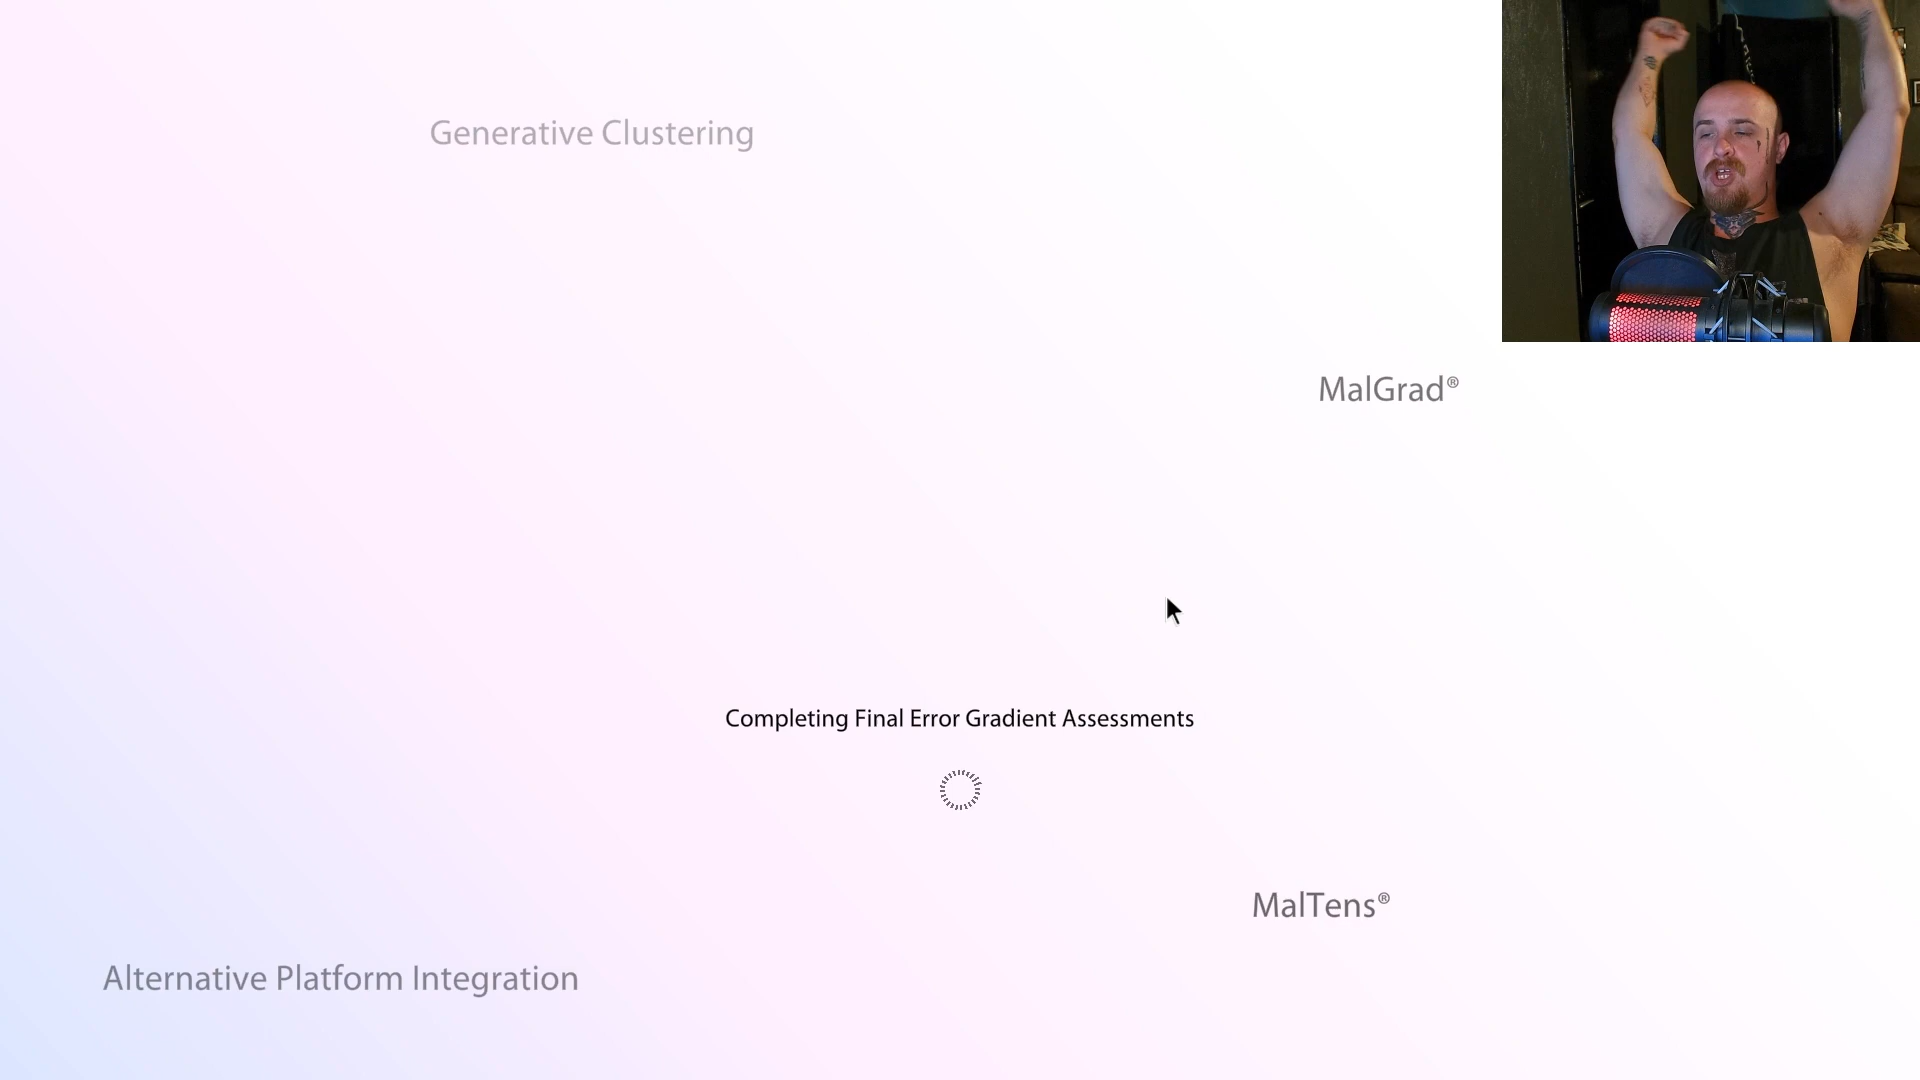 Generative Clustering
MalGrad®
Completing Final Error Gradient Assessments
MalTens®
Alternative Platform Integration